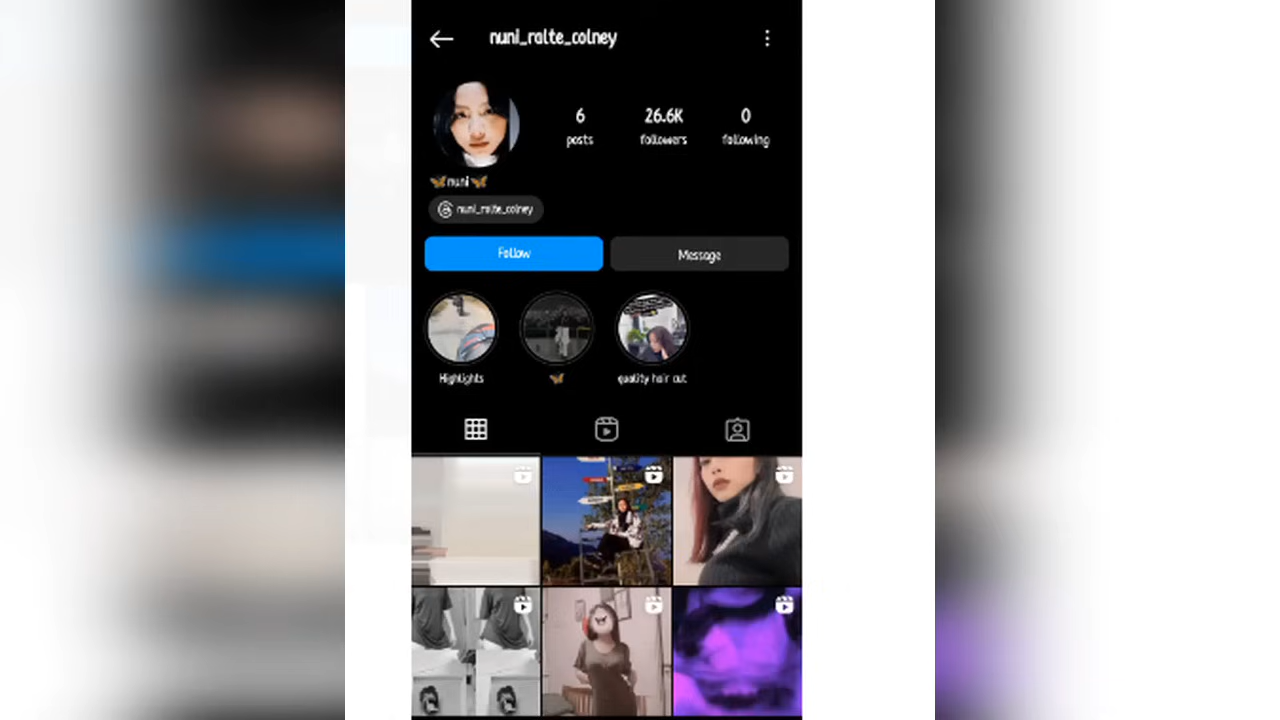 nuni_ralte_colney
6
26.6K
0
posts
followers
following
🦋nuni🦋
nuni_ralte_colney
Follow
Message
Highlights
🦋
quality hair cut